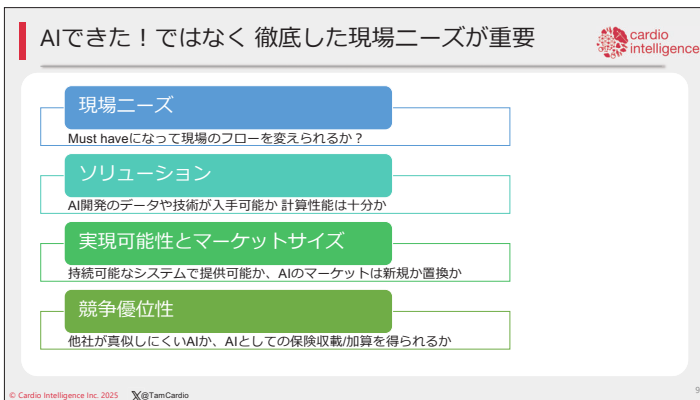 AIできた！ではなく 徹底した現場ニーズが重要
cardio
intelligence
現場ニーズ
Must haveになって現場のフローを変えられるか？
ソリューション
AI開発のデータや技術が入手可能か 計算性能は十分か
実現可能性とマーケットサイズ
持続可能なシステムで提供可能か、AIのマーケットは新規か置換か
競争優位性
他社が真似しにくいAIか、AIとしての保険収載/加算を得られるか
© Cardio Intelligence Inc. 2025 X@TamCardio
9